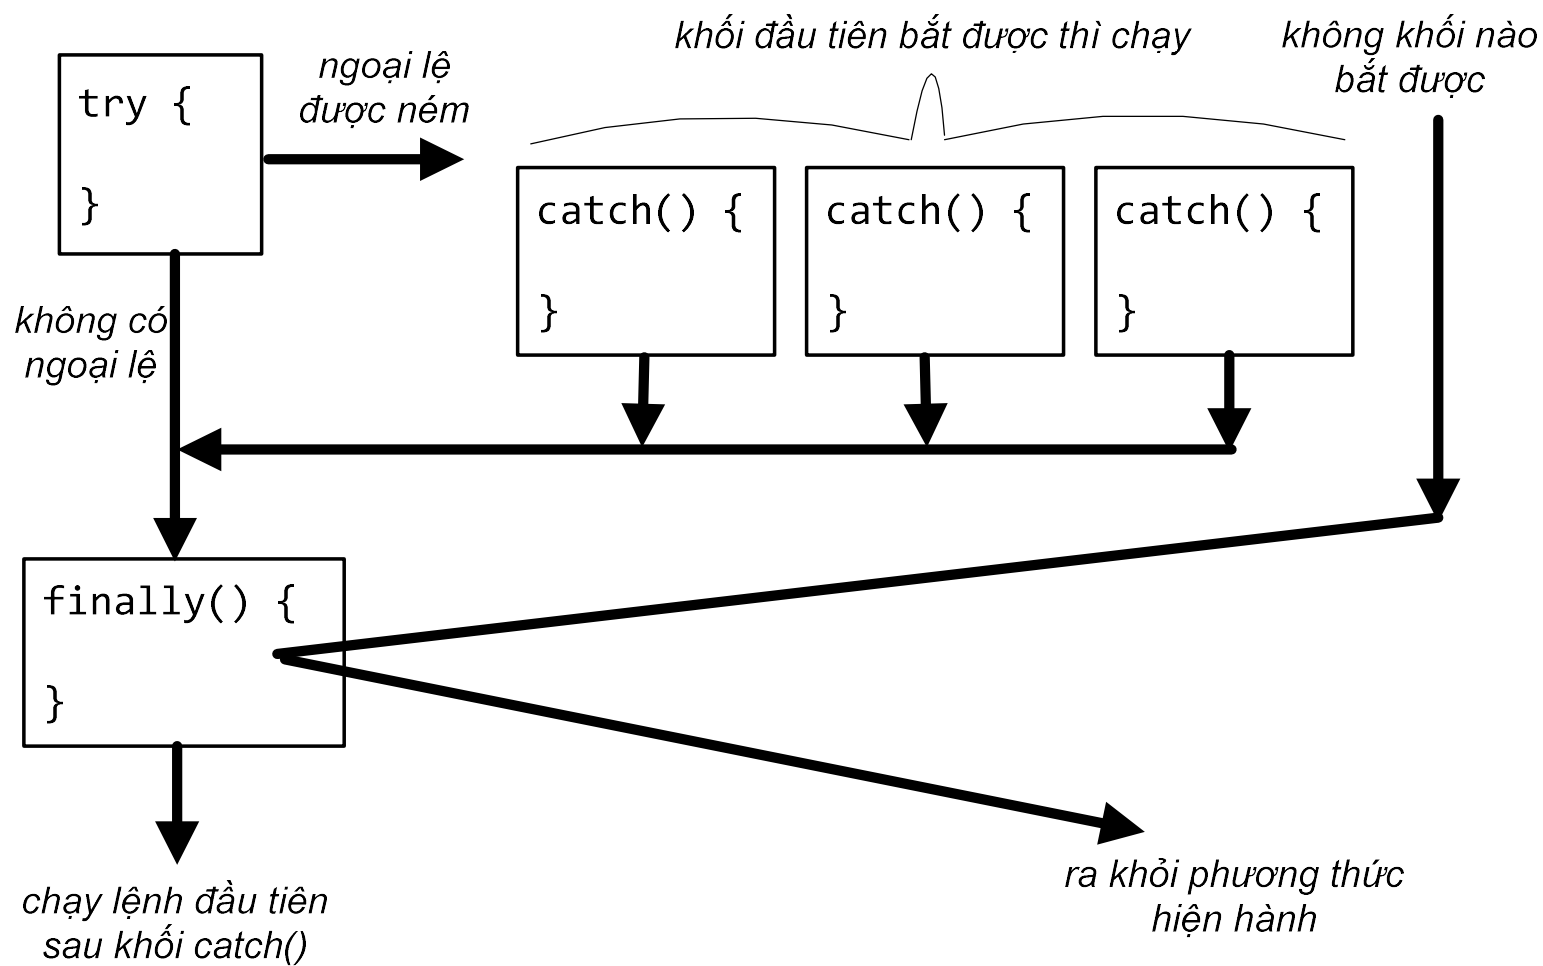 khối đầu tiên bắt được thì chạy
không khối nào
bắt được
ngoại lệ
được ném
try {
}
catch() {
}
catch() {
}
catch() {
}
không có
ngoại lệ
finally() {
}
ra khỏi phương thức
hiện hành
chạy lệnh đầu tiên
sau khối catch()